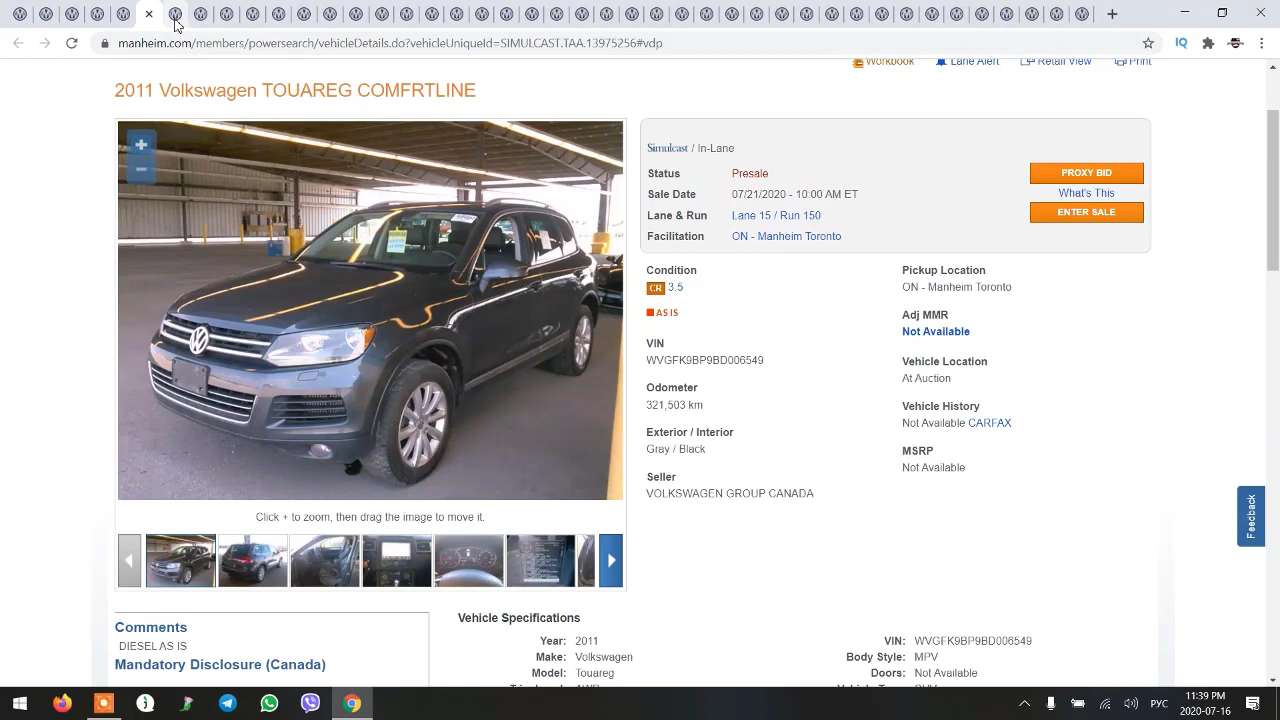 manheim.com/members/powersearch/vehicleDetails.do?vehicleUniqueId=SIMULCAST.TAA.13975256#vdp
Workbook Lane Alert Retail View Print
2011 Volkswagen TOUAREG COMFRTLINE
Simulcast / In-Lane
Status Presale
PROXY BID
Sale Date 07/21/2020 - 10:00 AM ET
What's This
Lane & Run Lane 15 / Run 150
ENTER SALE
Facilitation ON - Manheim Toronto
Condition
CR 3.5
AS IS
VIN
WVGFK9BP9BD006549
Odometer
321,503 km
Exterior / Interior
Gray / Black
Seller
VOLKSWAGEN GROUP CANADA
Pickup Location
ON - Manheim Toronto
Adj MMR
Not Available
Vehicle Location
At Auction
Vehicle History
Not Available CARFAX
MSRP
Not Available
Feedback
Click + to zoom, then drag the image to move it.
Comments
DIESEL AS IS
Mandatory Disclosure (Canada)
Vehicle Specifications
Year: 2011
Make: Volkswagen
Model: Touareg
VIN: WVGFK9BP9BD006549
Body Style: MPV
Doors: Not Available
РУС
11:39 PM
2020-07-16